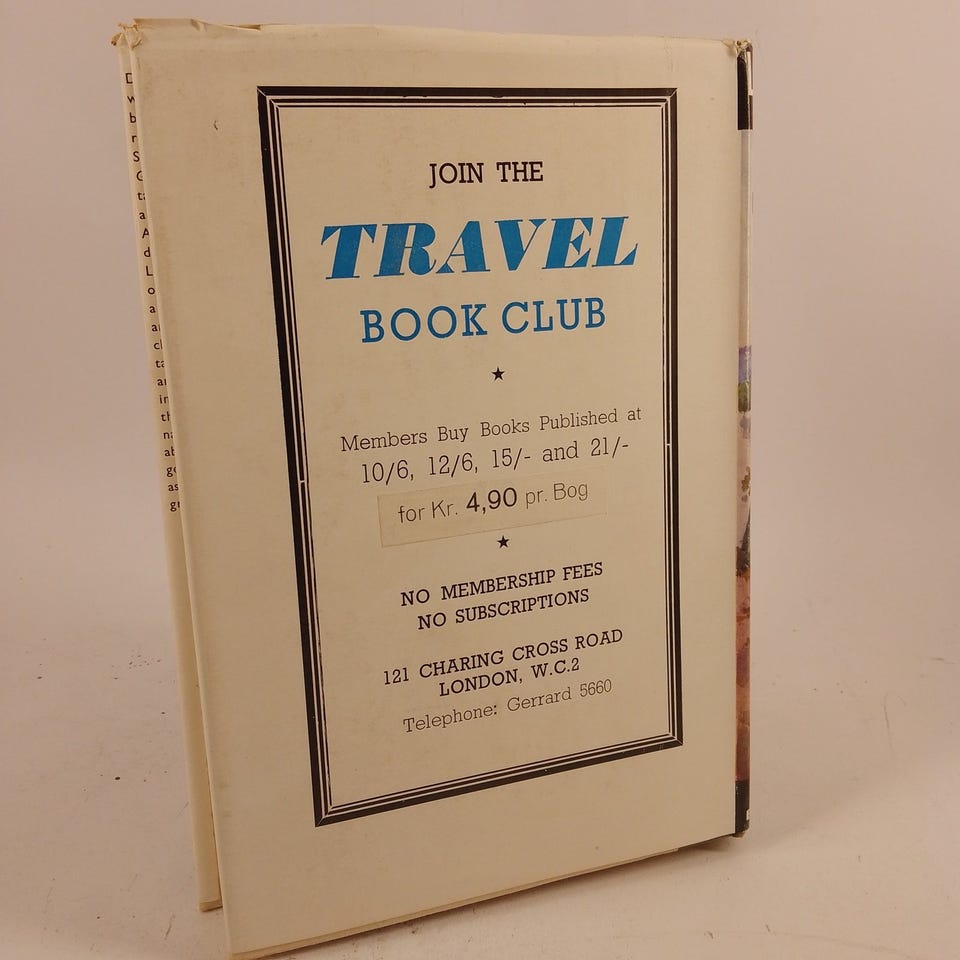 JOIN THE
TRAVEL
BOOK CLUB
Members Buy Books Published at
10/6, 12/6, 15/- and 21/-
for Kr. 4,90 pr. Bog
NO MEMBERSHIP FEES
NO SUBSCRIPTIONS
121 CHARING CROSS ROAD
LONDON, W.C.2
Telephone: Gerrard 5660